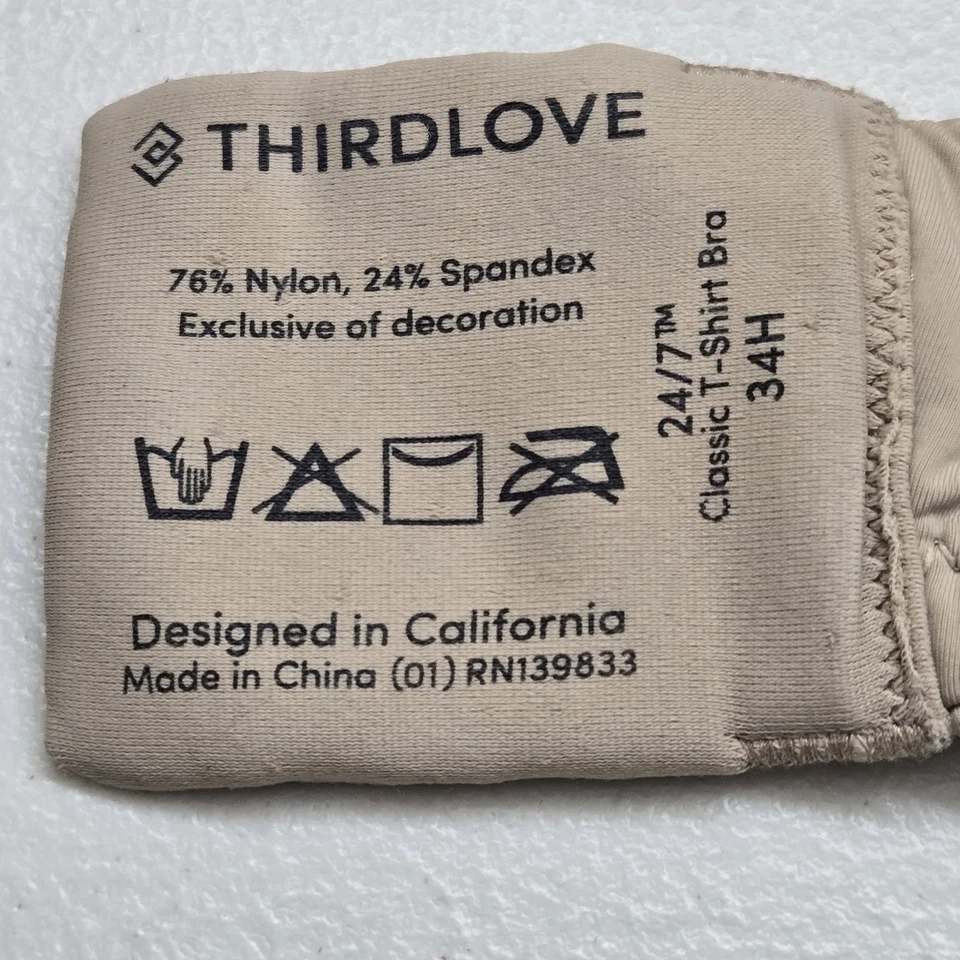 THIRDLOVE
76% Nylon, 24% Spandex
Exclusive of decoration
24/7™
Classic T-Shirt Bra
34H
Designed in California
Made in China (01) RN139833